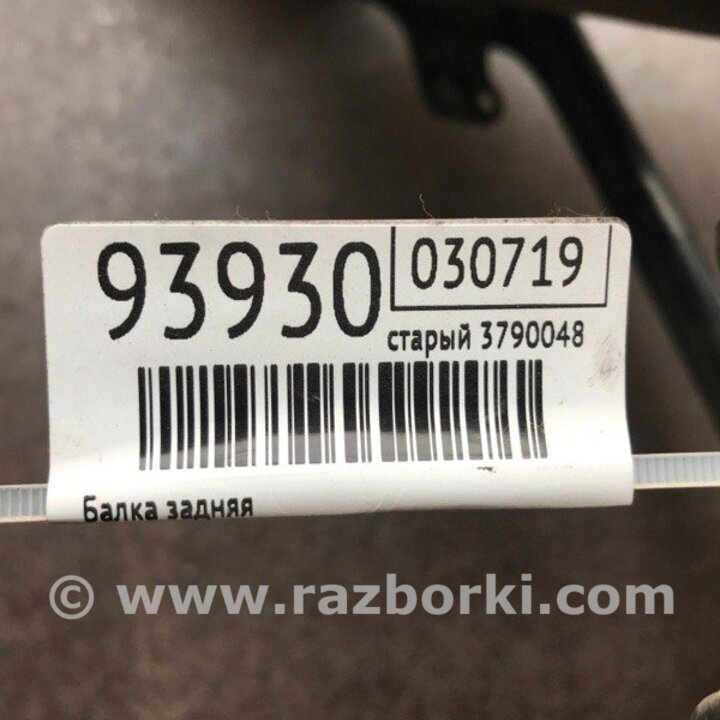 93930
030719
старый 3790048
Балка задняя
© www.razborki.com